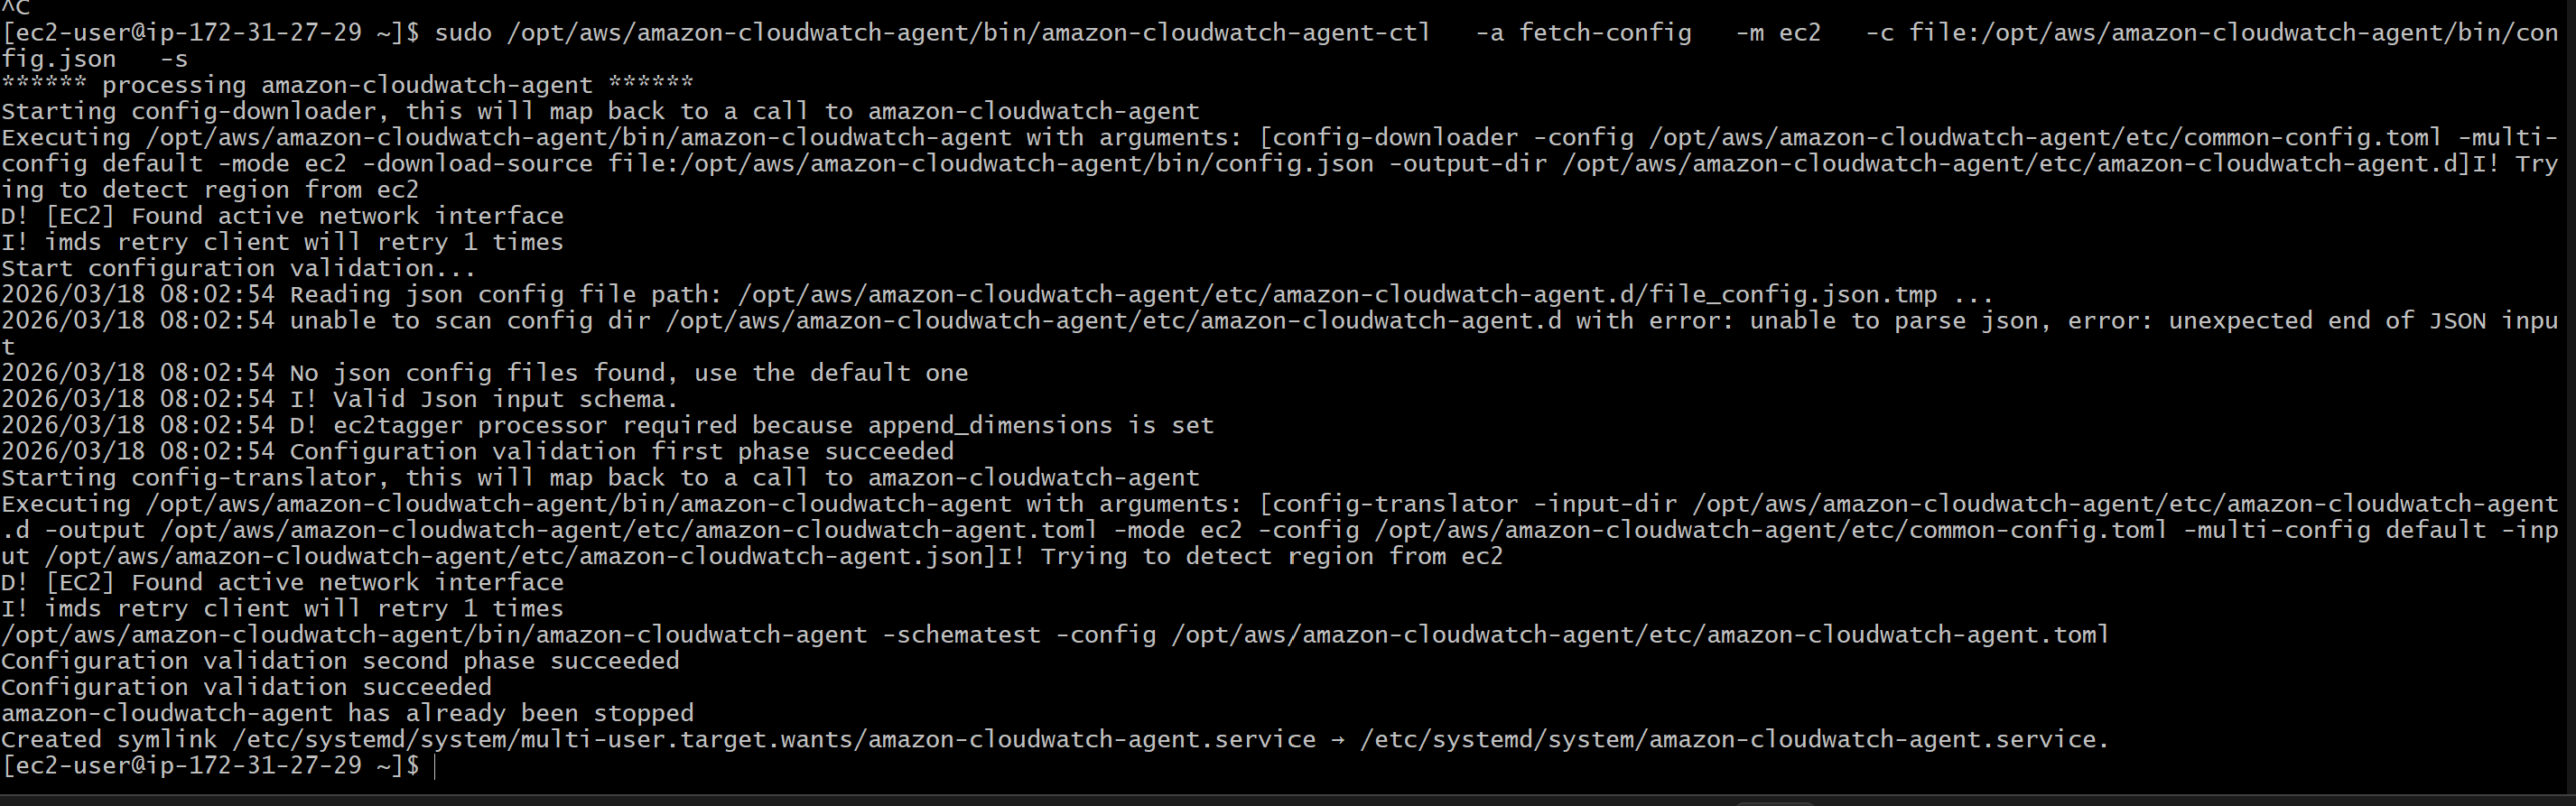 ^C
[ec2-user@ip-172-31-27-29 ~]$ sudo /opt/aws/amazon-cloudwatch-agent/bin/amazon-cloudwatch-agent-ctl   -a fetch-config   -m ec2   -c file:/opt/aws/amazon-cloudwatch-agent/bin/con
fig.json   -s
****** processing amazon-cloudwatch-agent ******
Starting config-downloader, this will map back to a call to amazon-cloudwatch-agent
Executing /opt/aws/amazon-cloudwatch-agent/bin/amazon-cloudwatch-agent with arguments: [config-downloader -config /opt/aws/amazon-cloudwatch-agent/etc/common-config.toml -multi-
config default -mode ec2 -download-source file:/opt/aws/amazon-cloudwatch-agent/bin/config.json -output-dir /opt/aws/amazon-cloudwatch-agent/etc/amazon-cloudwatch-agent.d]I! Try
ing to detect region from ec2
D! [EC2] Found active network interface
I! imds retry client will retry 1 times
Start configuration validation...
2026/03/18 08:02:54 Reading json config file path: /opt/aws/amazon-cloudwatch-agent/etc/amazon-cloudwatch-agent.d/file_config.json.tmp ...
2026/03/18 08:02:54 unable to scan config dir /opt/aws/amazon-cloudwatch-agent/etc/amazon-cloudwatch-agent.d with error: unable to parse json, error: unexpected end of JSON inpu
t
2026/03/18 08:02:54 No json config files found, use the default one
2026/03/18 08:02:54 I! Valid Json input schema.
2026/03/18 08:02:54 D! ec2tagger processor required because append_dimensions is set
2026/03/18 08:02:54 Configuration validation first phase succeeded
Starting config-translator, this will map back to a call to amazon-cloudwatch-agent
Executing /opt/aws/amazon-cloudwatch-agent/bin/amazon-cloudwatch-agent with arguments: [config-translator -input-dir /opt/aws/amazon-cloudwatch-agent/etc/amazon-cloudwatch-agent
.d -output /opt/aws/amazon-cloudwatch-agent/etc/amazon-cloudwatch-agent.toml -mode ec2 -config /opt/aws/amazon-cloudwatch-agent/etc/common-config.toml -multi-config default -inp
ut /opt/aws/amazon-cloudwatch-agent/etc/amazon-cloudwatch-agent.json]I! Trying to detect region from ec2
D! [EC2] Found active network interface
I! imds retry client will retry 1 times
/opt/aws/amazon-cloudwatch-agent/bin/amazon-cloudwatch-agent -schematest -config /opt/aws/amazon-cloudwatch-agent/etc/amazon-cloudwatch-agent.toml
Configuration validation second phase succeeded
Configuration validation succeeded
amazon-cloudwatch-agent has already been stopped
Created symlink /etc/systemd/system/multi-user.target.wants/amazon-cloudwatch-agent.service → /etc/systemd/system/amazon-cloudwatch-agent.service.
[ec2-user@ip-172-31-27-29 ~]$